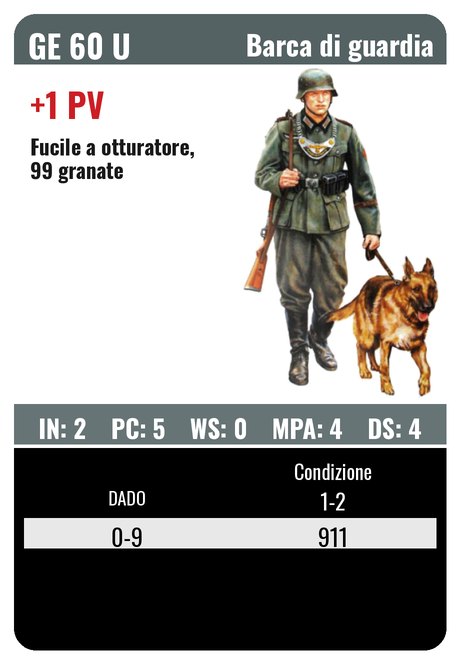 GE 60 U
Barca di guardia
+1 PV
Fucile a otturatore,
99 granate
IN: 2 PC: 5 WS: 0 MPA: 4 DS: 4
Condizione
DADO 1-2
0-9 911